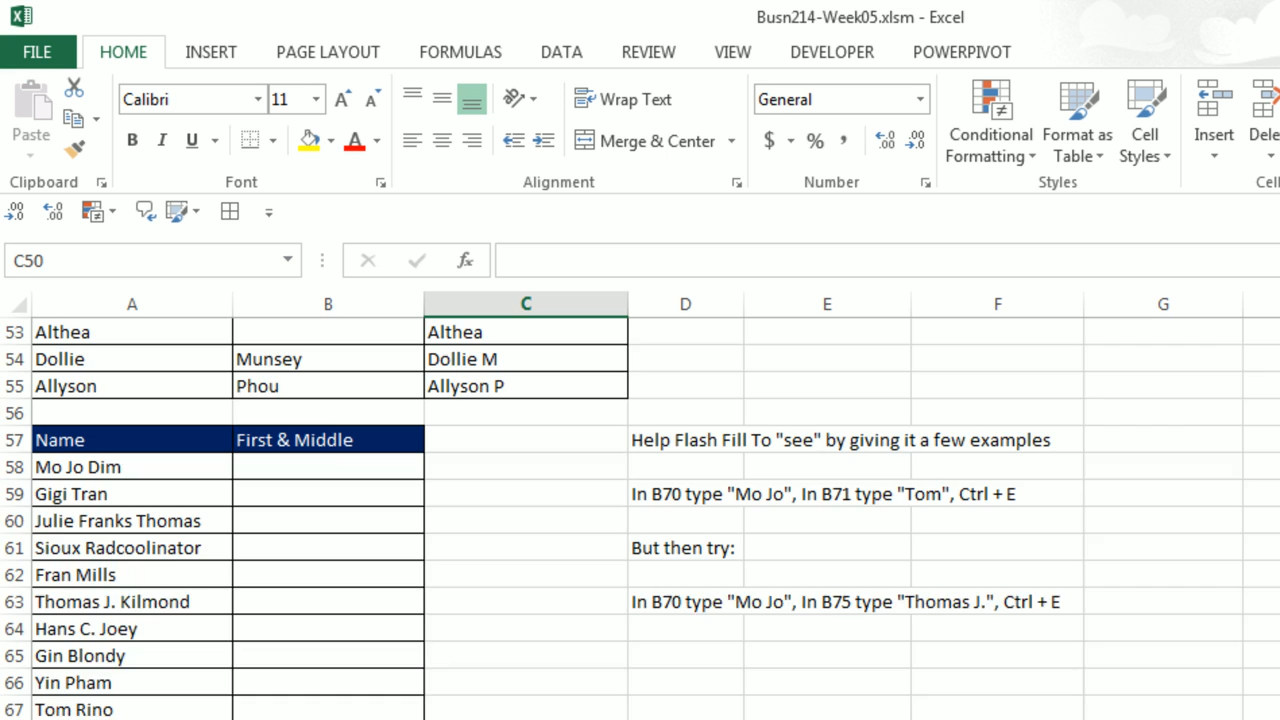 Busn214-Week05.xlsm - Excel
FILE HOME INSERT PAGE LAYOUT FORMULAS DATA REVIEW VIEW DEVELOPER POWERPIVOT
Calibri 11 Wrap Text General
Paste B I U A Merge & Center $ % , Conditional Formatting Format as Table Cell Styles Insert Dele
Clipboard Font Alignment Number Styles Cell
C50 fx
A B C D E F G
53 Althea Althea
54 Dollie Munsey Dollie M
55 Allyson Phou Allyson P
56
57 Name First & Middle Help Flash Fill To "see" by giving it a few examples
58 Mo Jo Dim
59 Gigi Tran In B70 type "Mo Jo", In B71 type "Tom", Ctrl + E
60 Julie Franks Thomas
61 Sioux Radcoolinator But then try:
62 Fran Mills
63 Thomas J. Kilmond In B70 type "Mo Jo", In B75 type "Thomas J.", Ctrl + E
64 Hans C. Joey
65 Gin Blondy
66 Yin Pham
67 Tom Rino